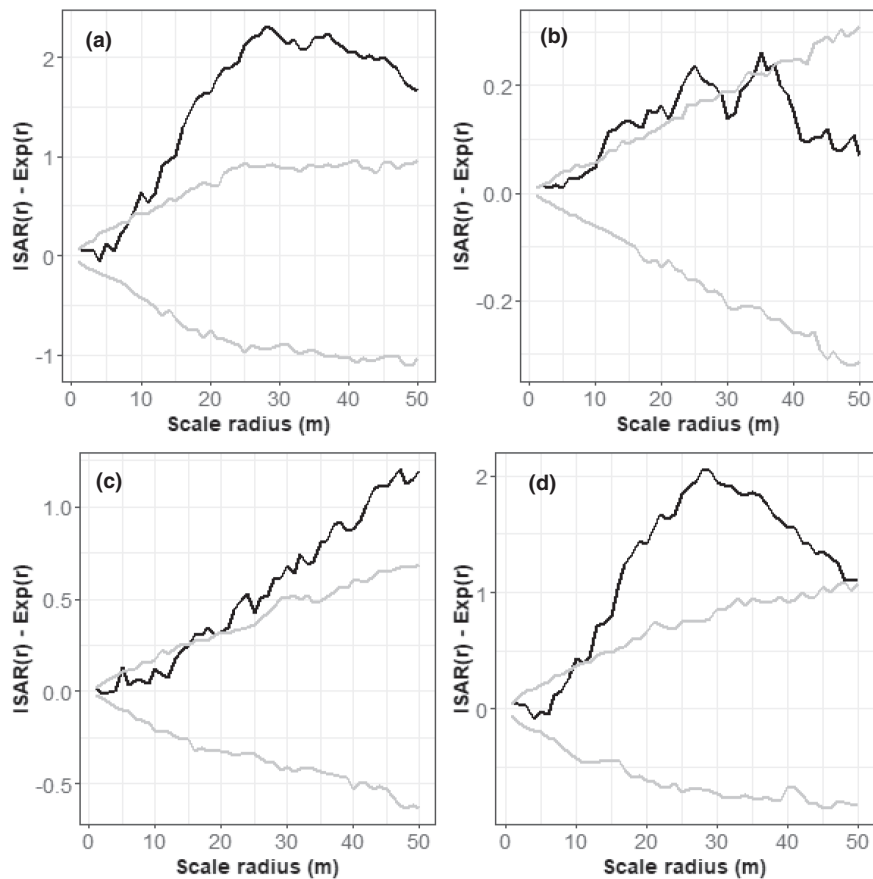 (a)
ISAR(r) - Exp(r)
2
1
0
-1
0 10 20 30 40 50
Scale radius (m)
(b)
ISAR(r) - Exp(r)
0.2
0.0
-0.2
0 10 20 30 40 50
Scale radius (m)
(c)
ISAR(r) - Exp(r)
1.0
0.5
0.0
-0.5
0 10 20 30 40 50
Scale radius (m)
(d)
ISAR(r) - Exp(r)
2
1
0
0 10 20 30 40 50
Scale radius (m)